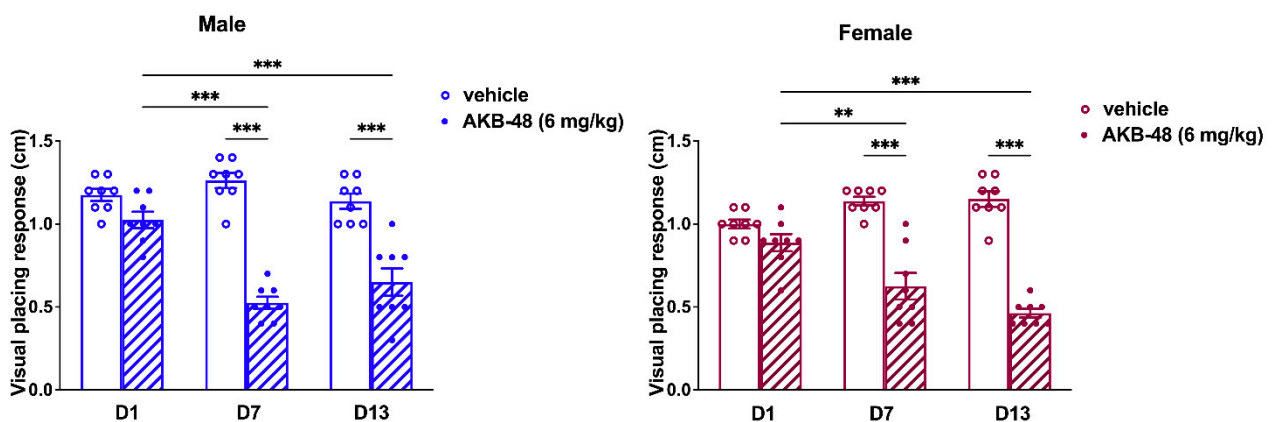 Male
***
***
***
***
vehicle
AKB-48 (6 mg/kg)
Visual placing response (cm)
1.5
1.0
0.5
0.0
D1
D7
D13
Female
***
**
***
***
vehicle
AKB-48 (6 mg/kg)
Visual placing response (cm)
1.5
1.0
0.5
0.0
D1
D7
D13